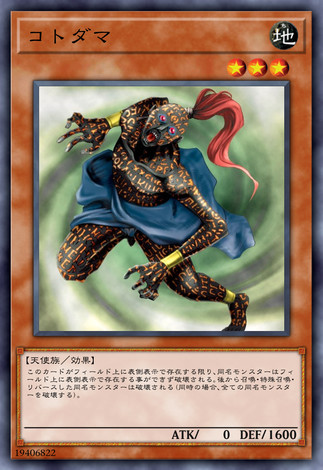 コトダマ
地
【天使族／効果】
このカードがフィールド上に表側表示で存在する限り、同名モンスターはフィ
ールド上に表側表示で存在する事ができず破壊される。後から召喚・特殊召喚・
リバースした同名モンスターは破壊される（同時の場合、全ての同名モンスタ
ーを破壊する）。
ATK/ 0 DEF/1600
19406822